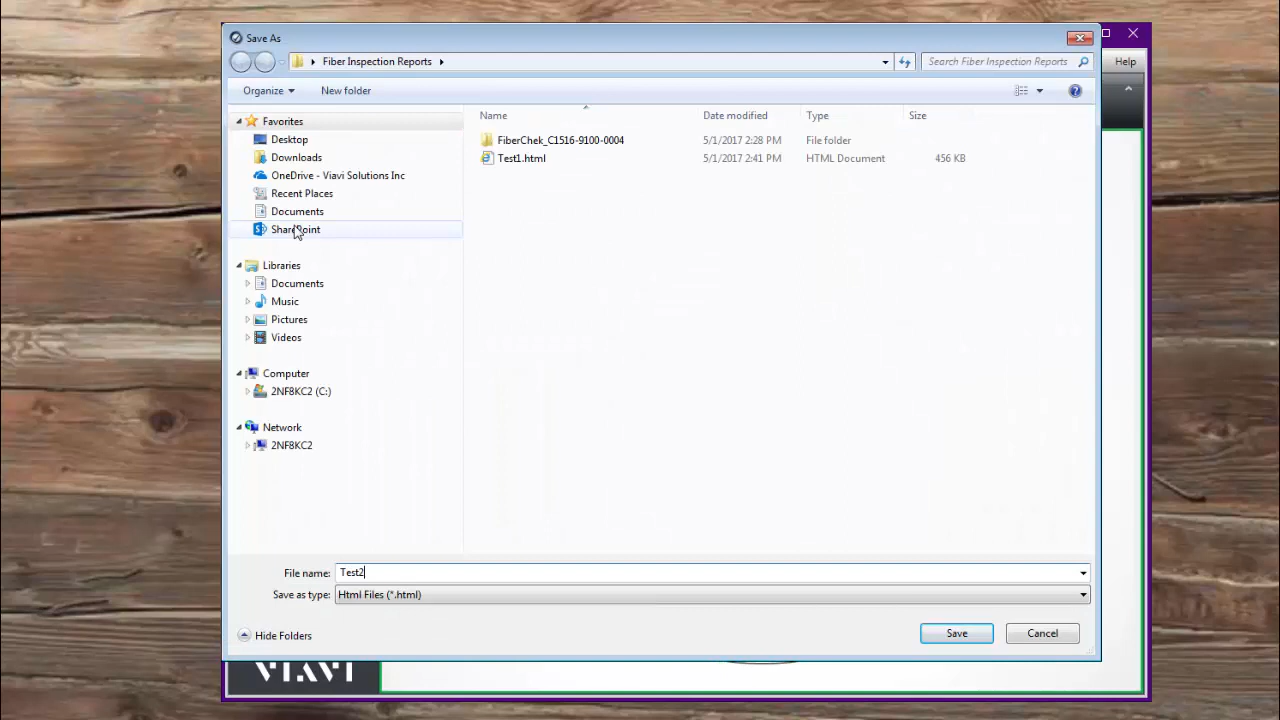 Save As
Fiber Inspection Reports
Search Fiber Inspection Reports
Help
Organize
New folder
Favorites
Desktop
Downloads
OneDrive - Viavi Solutions Inc
Recent Places
Documents
SharePoint
Libraries
Documents
Music
Pictures
Videos
Computer
2NF8KC2 (C:)
Network
2NF8KC2
Name Date modified Type Size
FiberChek_C1516-9100-0004 5/1/2017 2:28 PM File folder
Test1.html 5/1/2017 2:41 PM HTML Document 456 KB
File name: Test2
Save as type: Html Files (*.html)
Hide Folders
Save
Cancel
VIAVI